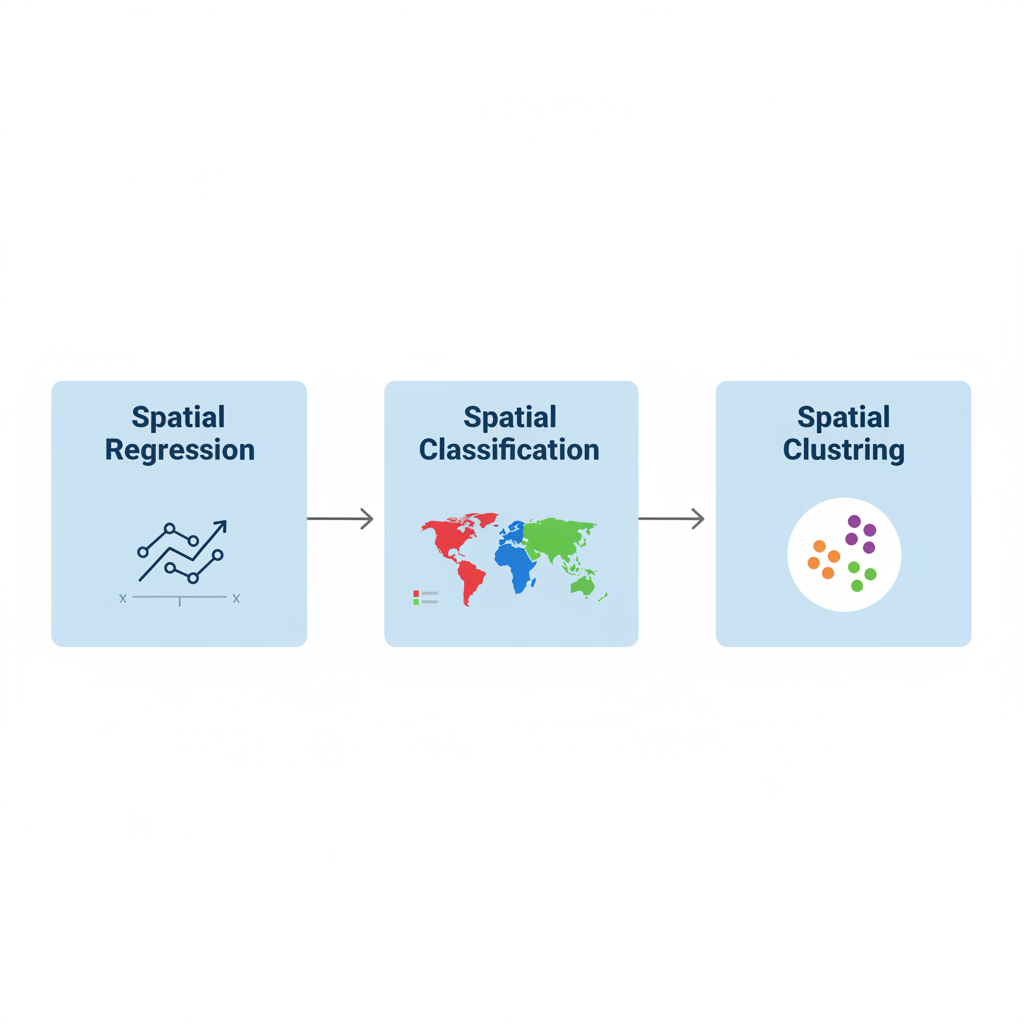 Spatial
Regression
x x
Spatial
Classification
Spatial
Clustring